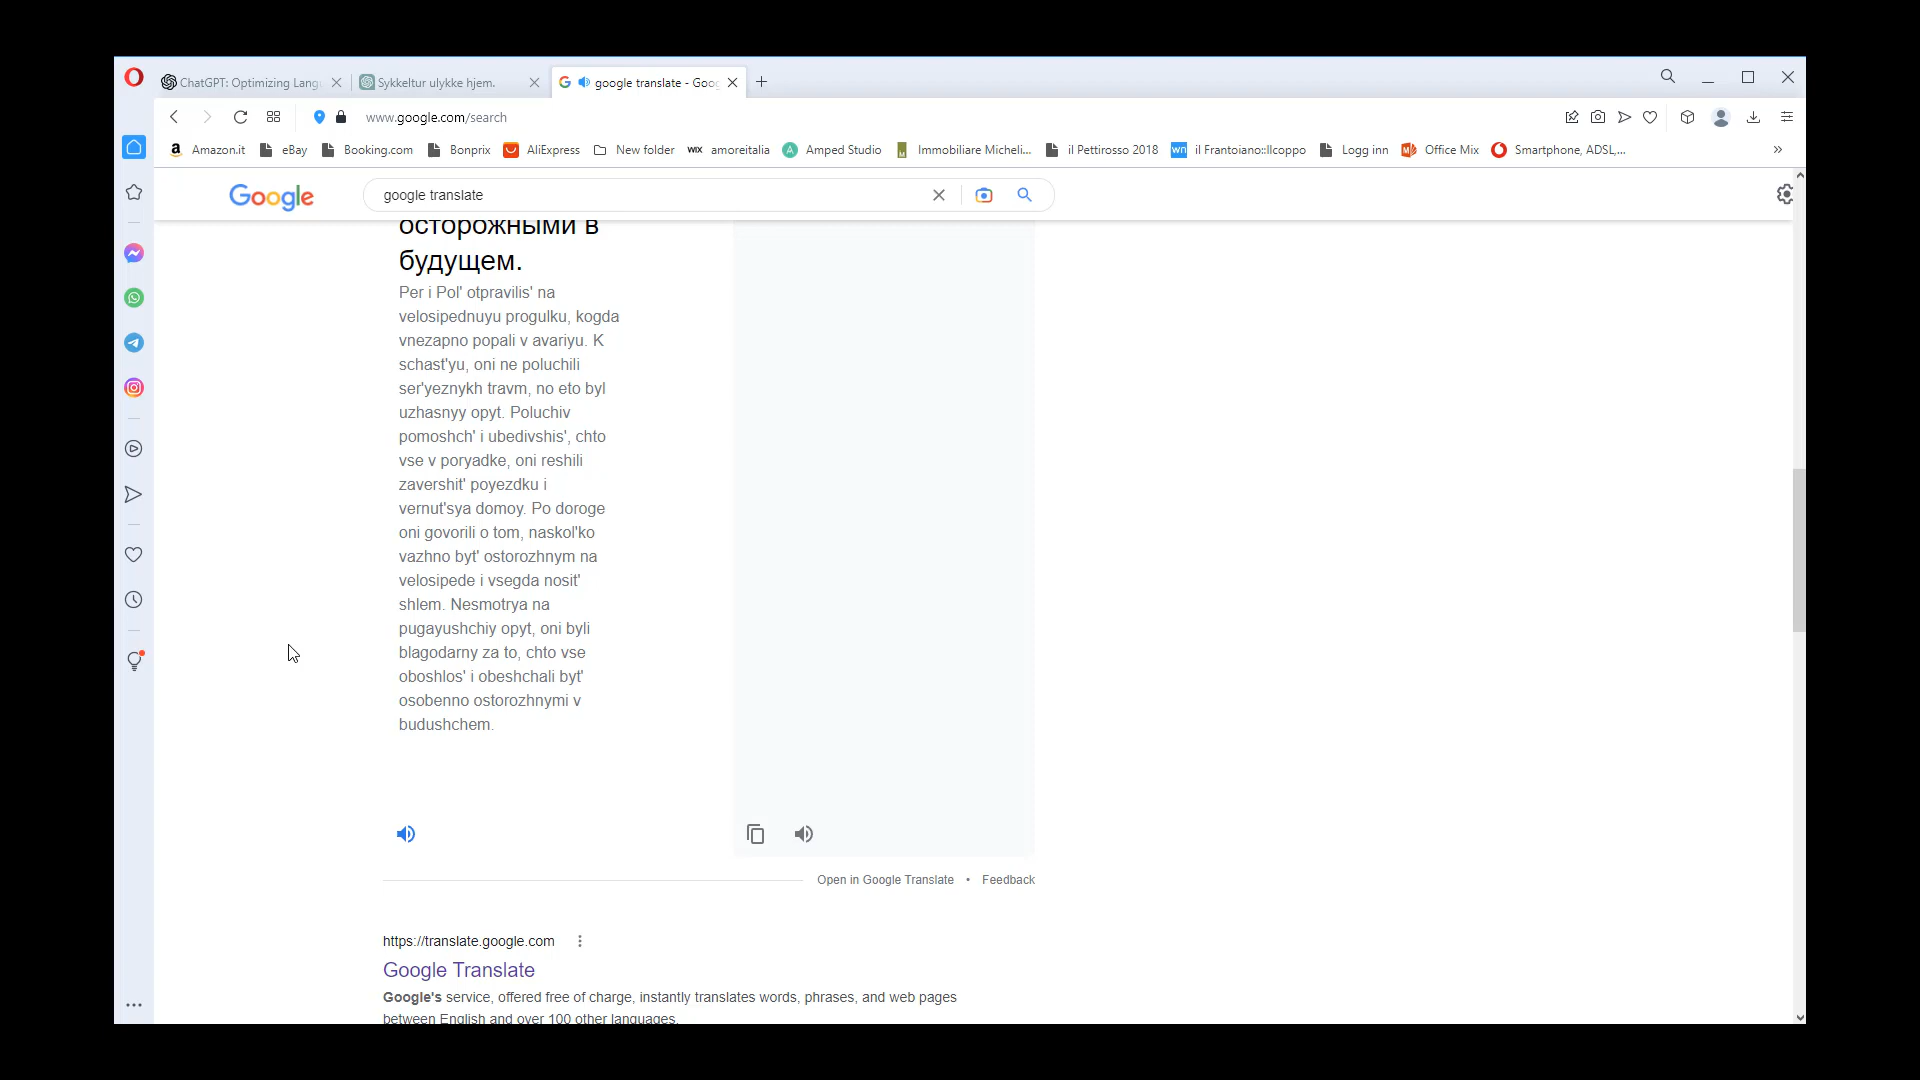 ChatGPT: Optimizing Lang
Sykkeltur ulykke hjem.
google translate - Goo
www.google.com/search
Amazon.it
eBay
Booking.com
Bonprix
AliExpress
New folder
WIX amoreitalia
A Amped Studio
M Immobiliare Micheli...
il Pettirosso 2018
wn il Frantoiano::Ilcoppo
Logg inn
Office Mix
Smartphone, ADSL,...
Google
google translate
осторожными в
будущем.
Per i Pol' otpravilis' na
velosipednuyu progulku, kogda
vnezapno popali v avariyu. K
schast'yu, oni ne poluchili
ser'yeznykh travm, no eto byl
uzhasnyy opyt. Poluchiv
pomoshch' i ubedivshis', chto
vse v poryadke, oni reshili
zavershit' poyezdku i
vernut'sya domoy. Po doroge
oni govorili o tom, naskol'ko
vazhno byt' ostorozhnym na
velosipede i vsegda nosit'
shlem. Nesmotrya na
pugayushchiy opyt, oni byli
blagodarny za to, chto vse
oboshlos' i obeshchali byt'
osobenno ostorozhnymi v
budushchem.
Open in Google Translate • Feedback
https://translate.google.com
Google Translate
Google's service, offered free of charge, instantly translates words, phrases, and web pages
between English and over 100 other languages.